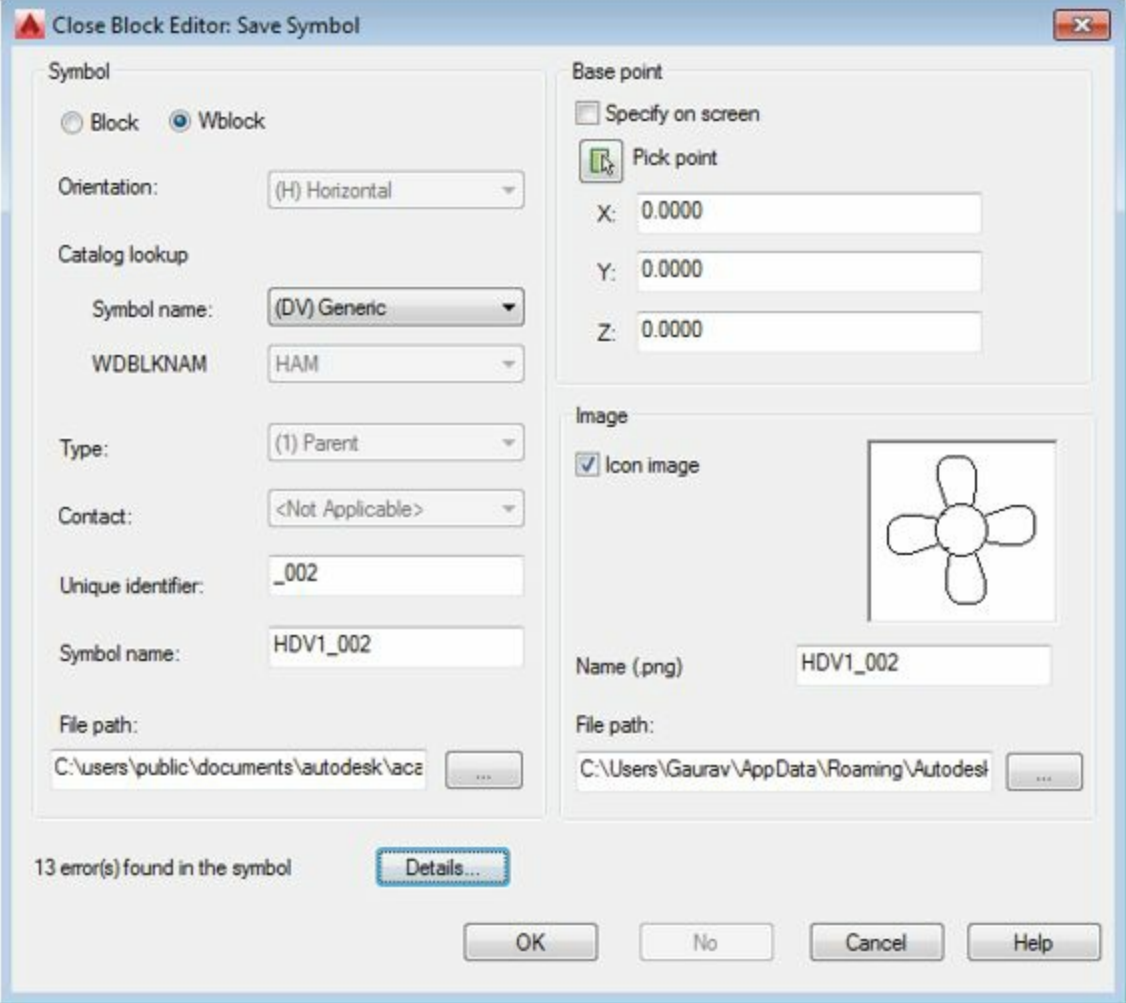 Close Block Editor: Save Symbol
Symbol
Block
Wblock
Orientation:
(H) Horizontal
Catalog lookup
Symbol name:
(DV) Generic
WDBLKNAM
HAM
Type:
(1) Parent
Contact:
<Not Applicable>
Unique identifier:
_002
Symbol name:
HDV1_002
File path:
C:\users\public\documents\autodesk\aca
...
Base point
Specify on screen
Pick point
X:
0.0000
Y:
0.0000
Z:
0.0000
Image
Icon image
Name (.png)
HDV1_002
File path:
C:\Users\Gaurav\AppData\Roaming\Autodesk
...
13 error(s) found in the symbol
Details...
OK
No
Cancel
Help